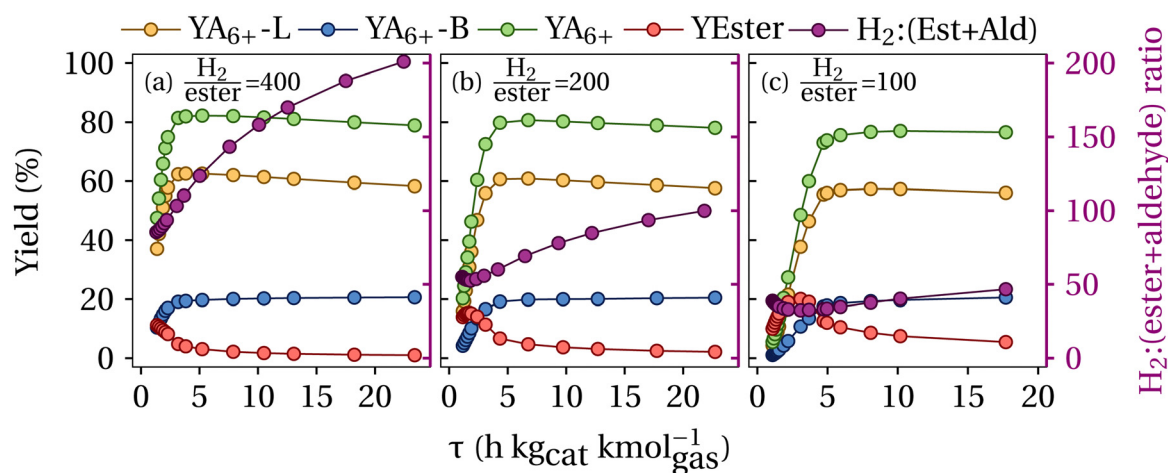 YA₆₊-L YA₆₊-B YA₆₊ YEster H₂:(Est+Ald)
Yield (%)
100
80
60
40
20
0
(a) H₂/ester=400
(b) H₂/ester=200
(c) H₂/ester=100
200
150
100
50
0
H₂:(ester+aldehyde) ratio
0 5 10 15 20
0 5 10 15 20
0 5 10 15 20
τ (h kg_cat kmol⁻¹_gas)